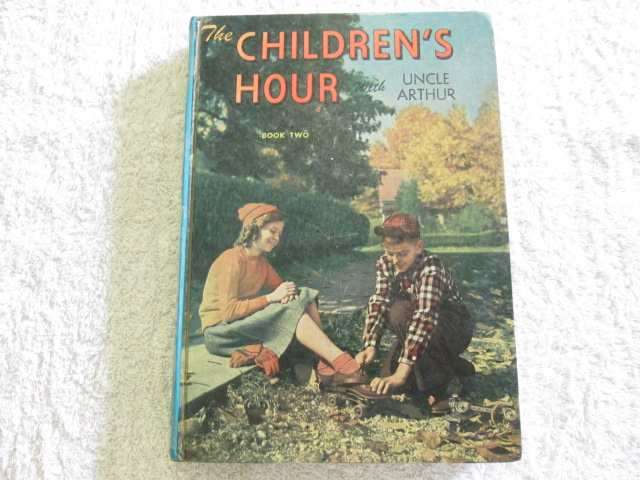 The CHILDREN'S
HOUR with UNCLE
ARTHUR
BOOK TWO